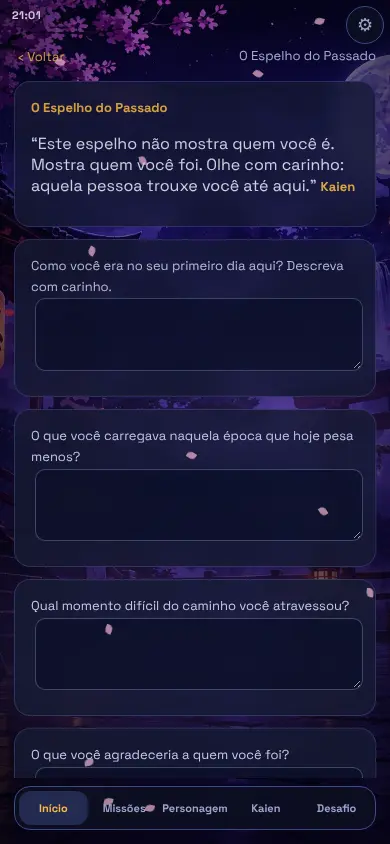 21:01
‹ Voltar
O Espelho do Passado
O Espelho do Passado
“Este espelho não mostra quem você é.
Mostra quem você foi. Olhe com carinho:
aquela pessoa trouxe você até aqui.” Kaien
Como você era no seu primeiro dia aqui? Descreva
com carinho.
O que você carregava naquela época que hoje pesa
menos?
Qual momento difícil do caminho você atravessou?
O que você agradeceria a quem você foi?
Início
Missões
Personagem
Kaien
Desafio